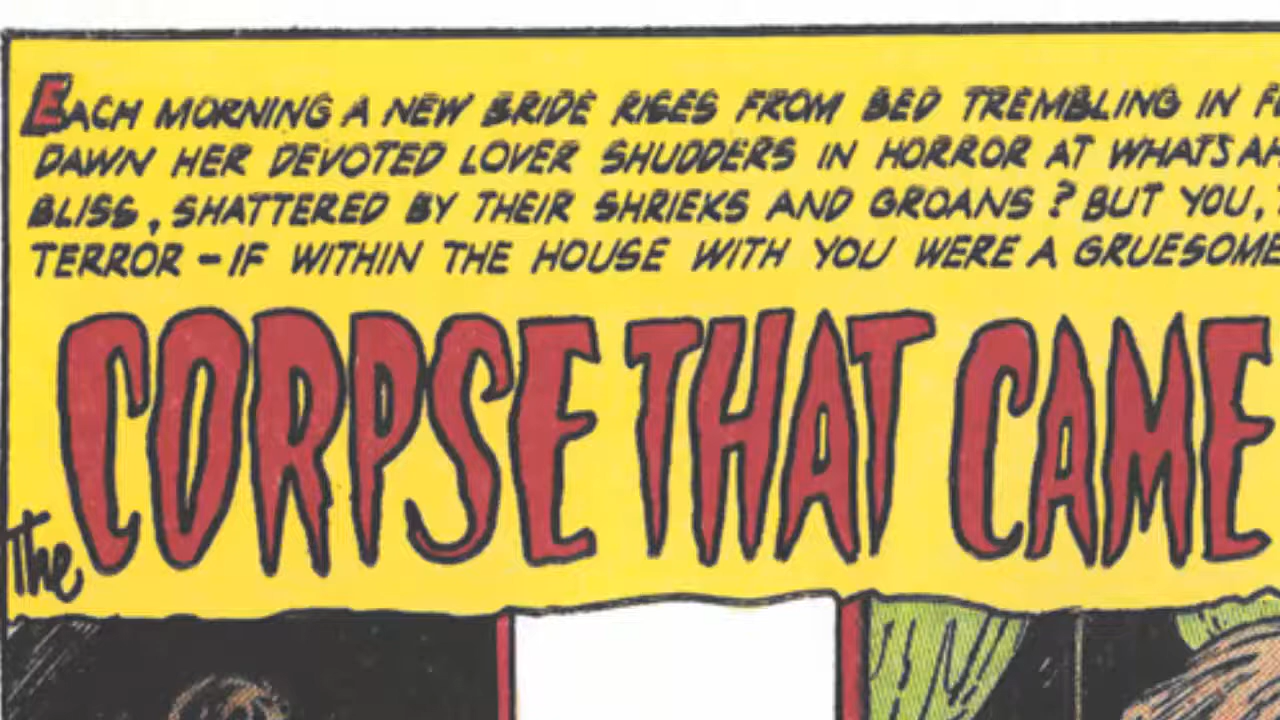 EACH MORNING A NEW BRIDE RISES FROM BED TREMBLING IN
DAWN HER DEVOTED LOVER SHUDDERS IN HORROR AT WHAT'S
BLISS, SHATTERED BY THEIR SHRIEKS AND GROANS? BUT YOU,
TERROR - IF WITHIN THE HOUSE WITH YOU WERE A GRUESOME
The CORPSE THAT CAME